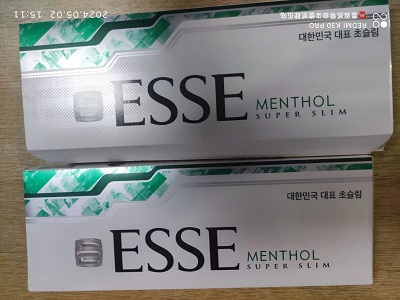 대한민국 대표 초슬림
ESSE
MENTHOL
SUPER SLIM
대한민국 대표 초슬림
ESSE
MENTHOL
SUPER SLIM
2024.05.02 15:11
REDMI K30 PRO